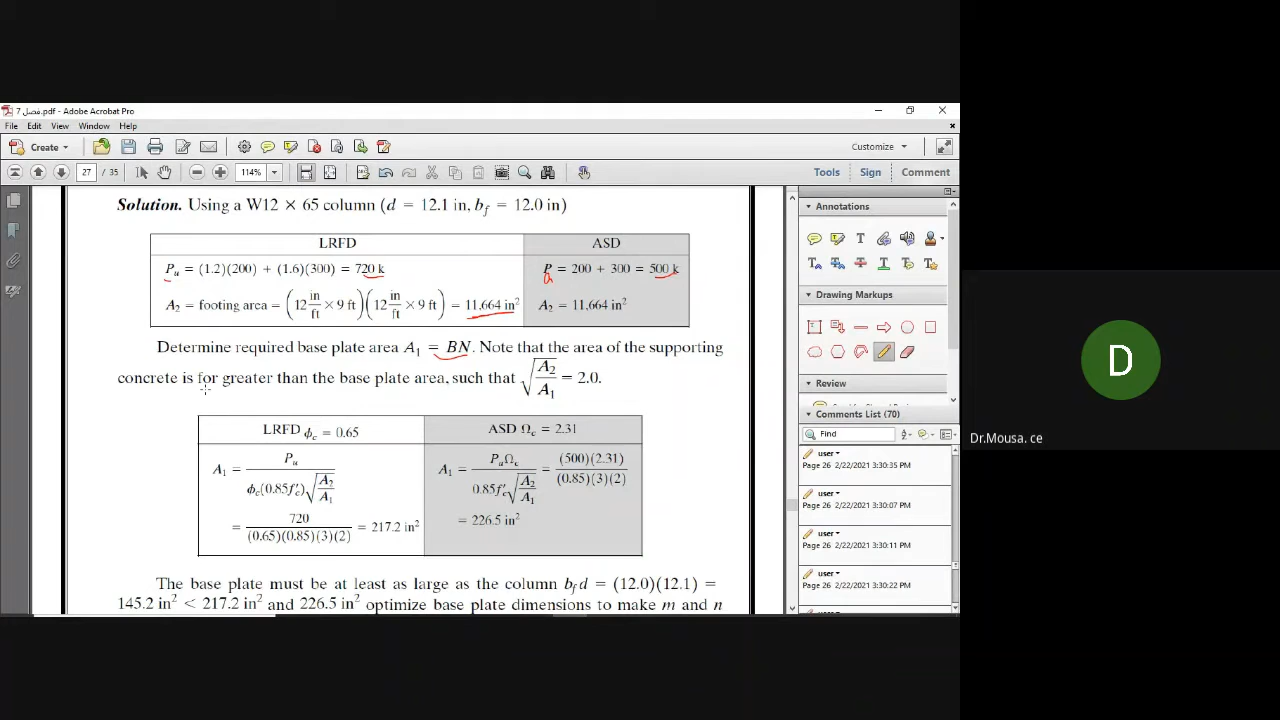 فصل 7.pdf - Adobe Acrobat Pro
File Edit View Window Help
Create Customize
27 / 35 114% Tools Sign Comment
Solution. Using a W12 × 65 column (d = 12.1 in, b_f = 12.0 in)
LRFD ASD
P_u = (1.2)(200) + (1.6)(300) = 720 k P_a = 200 + 300 = 500 k
A_2 = footing area = (12 in/ft × 9 ft)(12 in/ft × 9 ft) = 11,664 in² A_2 = 11,664 in²
Determine required base plate area A_1 = BN. Note that the area of the supporting
concrete is for greater than the base plate area, such that √(A_2/A_1) = 2.0.
LRFD ϕ_c = 0.65 ASD Ω_c = 2.31
A_1 = P_u / (ϕ_c(0.85f'_c)√(A_2/A_1)) A_1 = P_aΩ_c / (0.85f'_c√(A_2/A_1)) = (500)(2.31) / (0.85)(3)(2)
= 720 / (0.65)(0.85)(3)(2) = 217.2 in² = 226.5 in²
The base plate must be at least as large as the column b_f d = (12.0)(12.1) =
145.2 in² < 217.2 in² and 226.5 in² optimize base plate dimensions to make m and n
Annotations
Drawing Markups
Review
Comments List (70)
Find
user
Page 26 2/22/2021 3:30:35 PM
user
Page 26 2/22/2021 3:30:07 PM
user
Page 26 2/22/2021 3:30:11 PM
user
Page 26 2/22/2021 3:30:22 PM
user
D
Dr.Mousa. ce